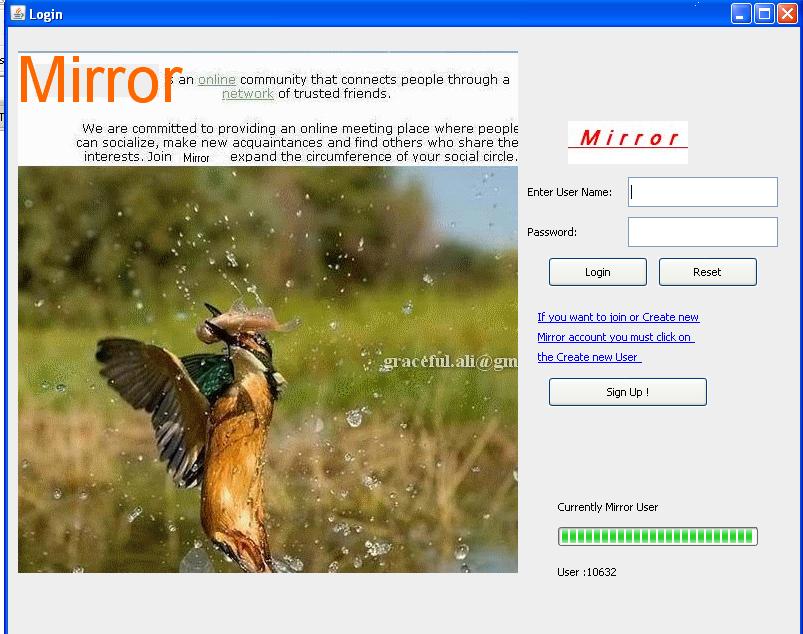 Login
Mirror is an online community that connects people through a
network of trusted friends.
We are committed to providing an online meeting place where people
can socialize, make new acquaintances and find others who share the
interests. Join Mirror expand the circumference of your social circle.
graceful.ali@gm
Mirror
Enter User Name:
Password:
Login Reset
If you want to join or Create new
Mirror account you must click on
the Create new User
Sign Up !
Currently Mirror User
User :10632